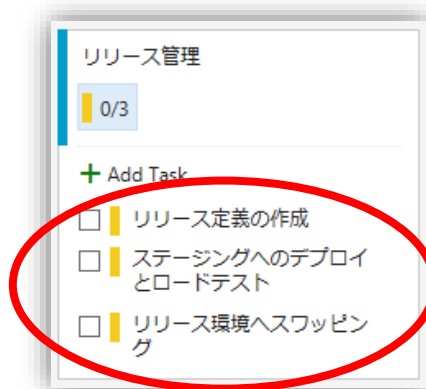 リリース管理
0/3
+ Add Task
リリース定義の作成
ステージングへのデプロイ
とロードテスト
リリース環境へスワッピン
グ